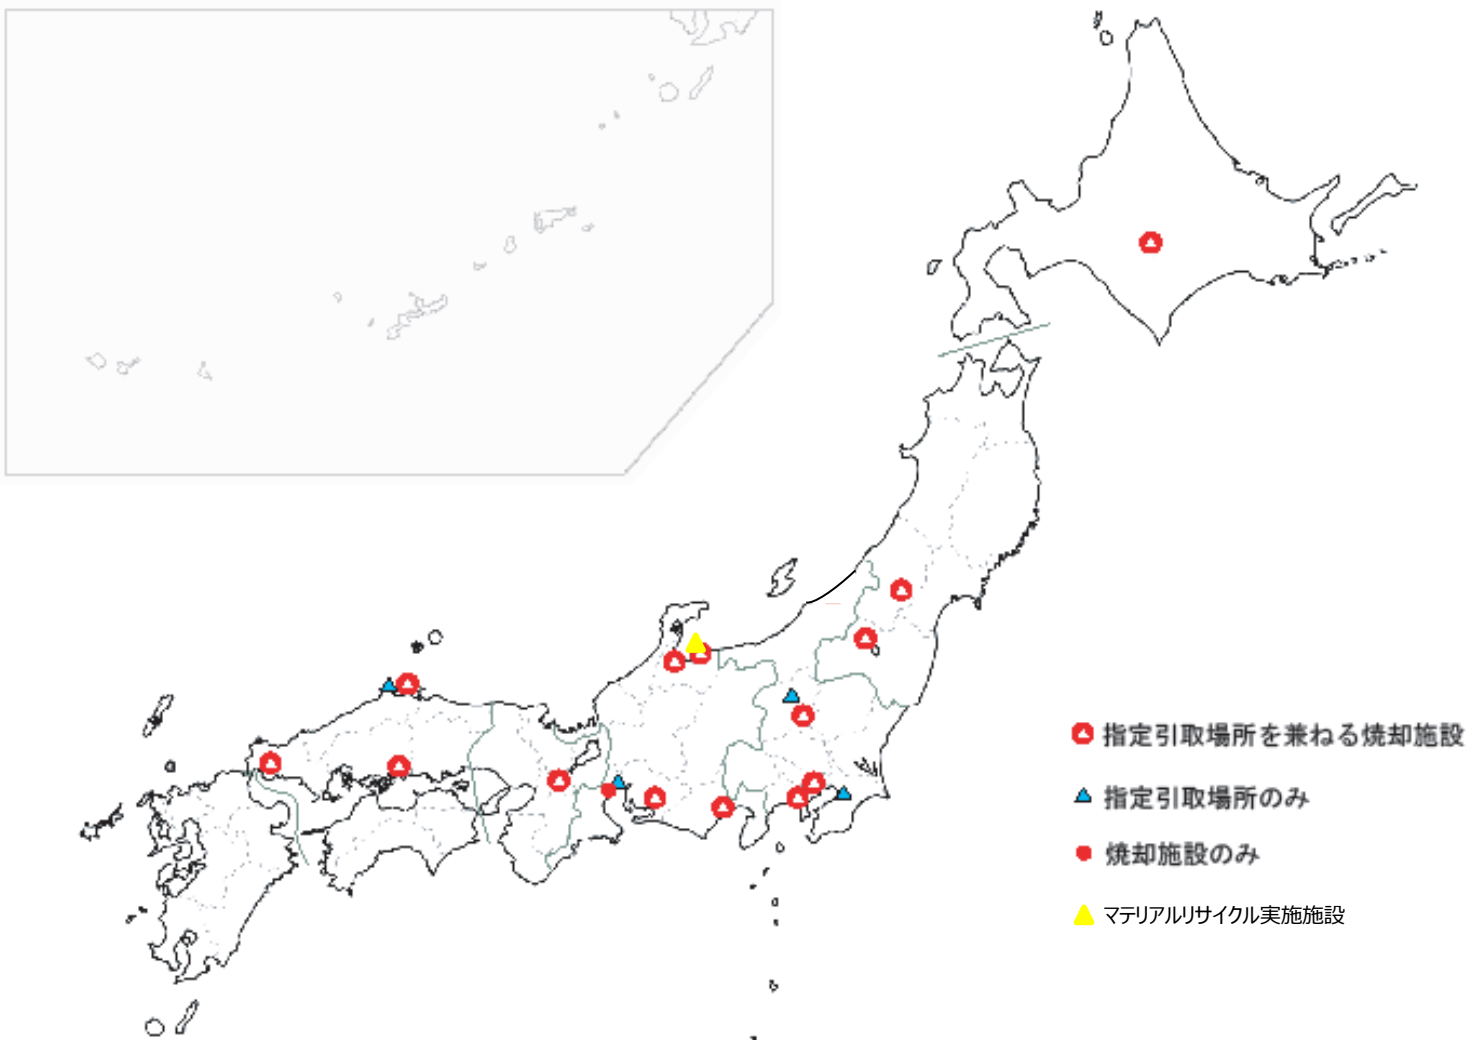 指定引取場所を兼ねる焼却施設
指定引取場所のみ
焼却施設のみ
マテリアルリサイクル実施施設